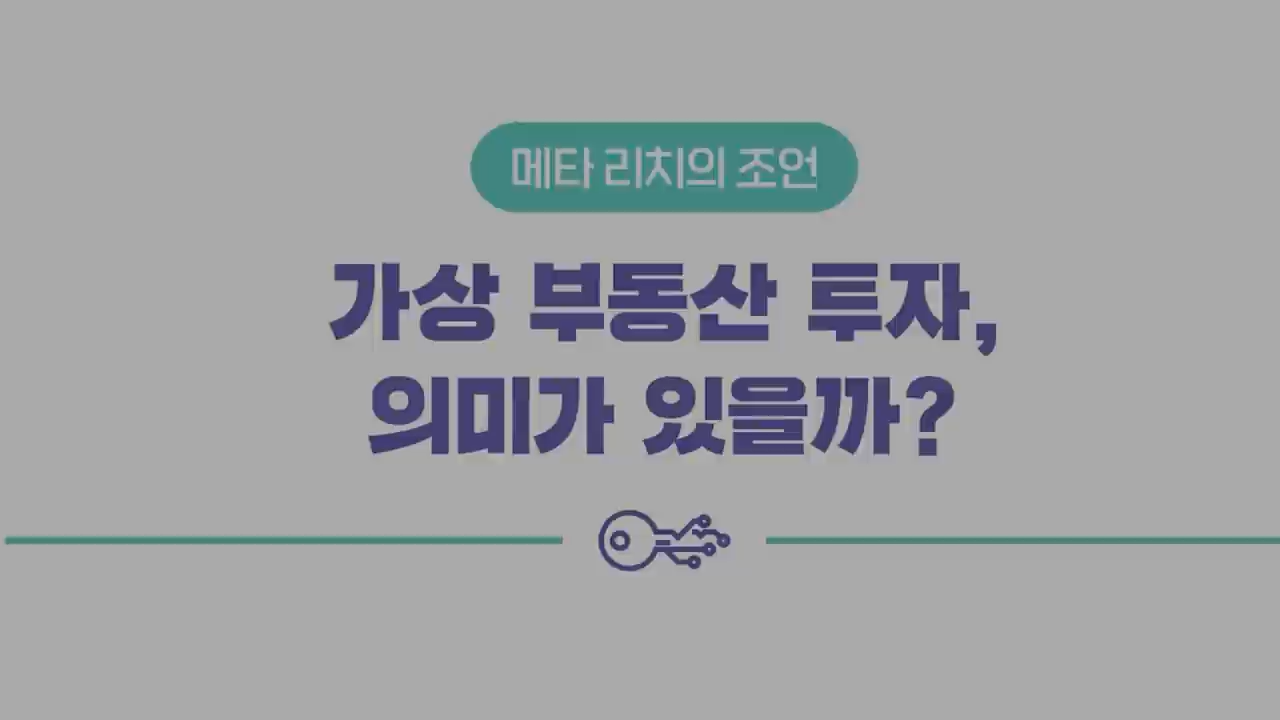 메타 리치의 조언
가상 부동산 투자,
의미가 있을까?